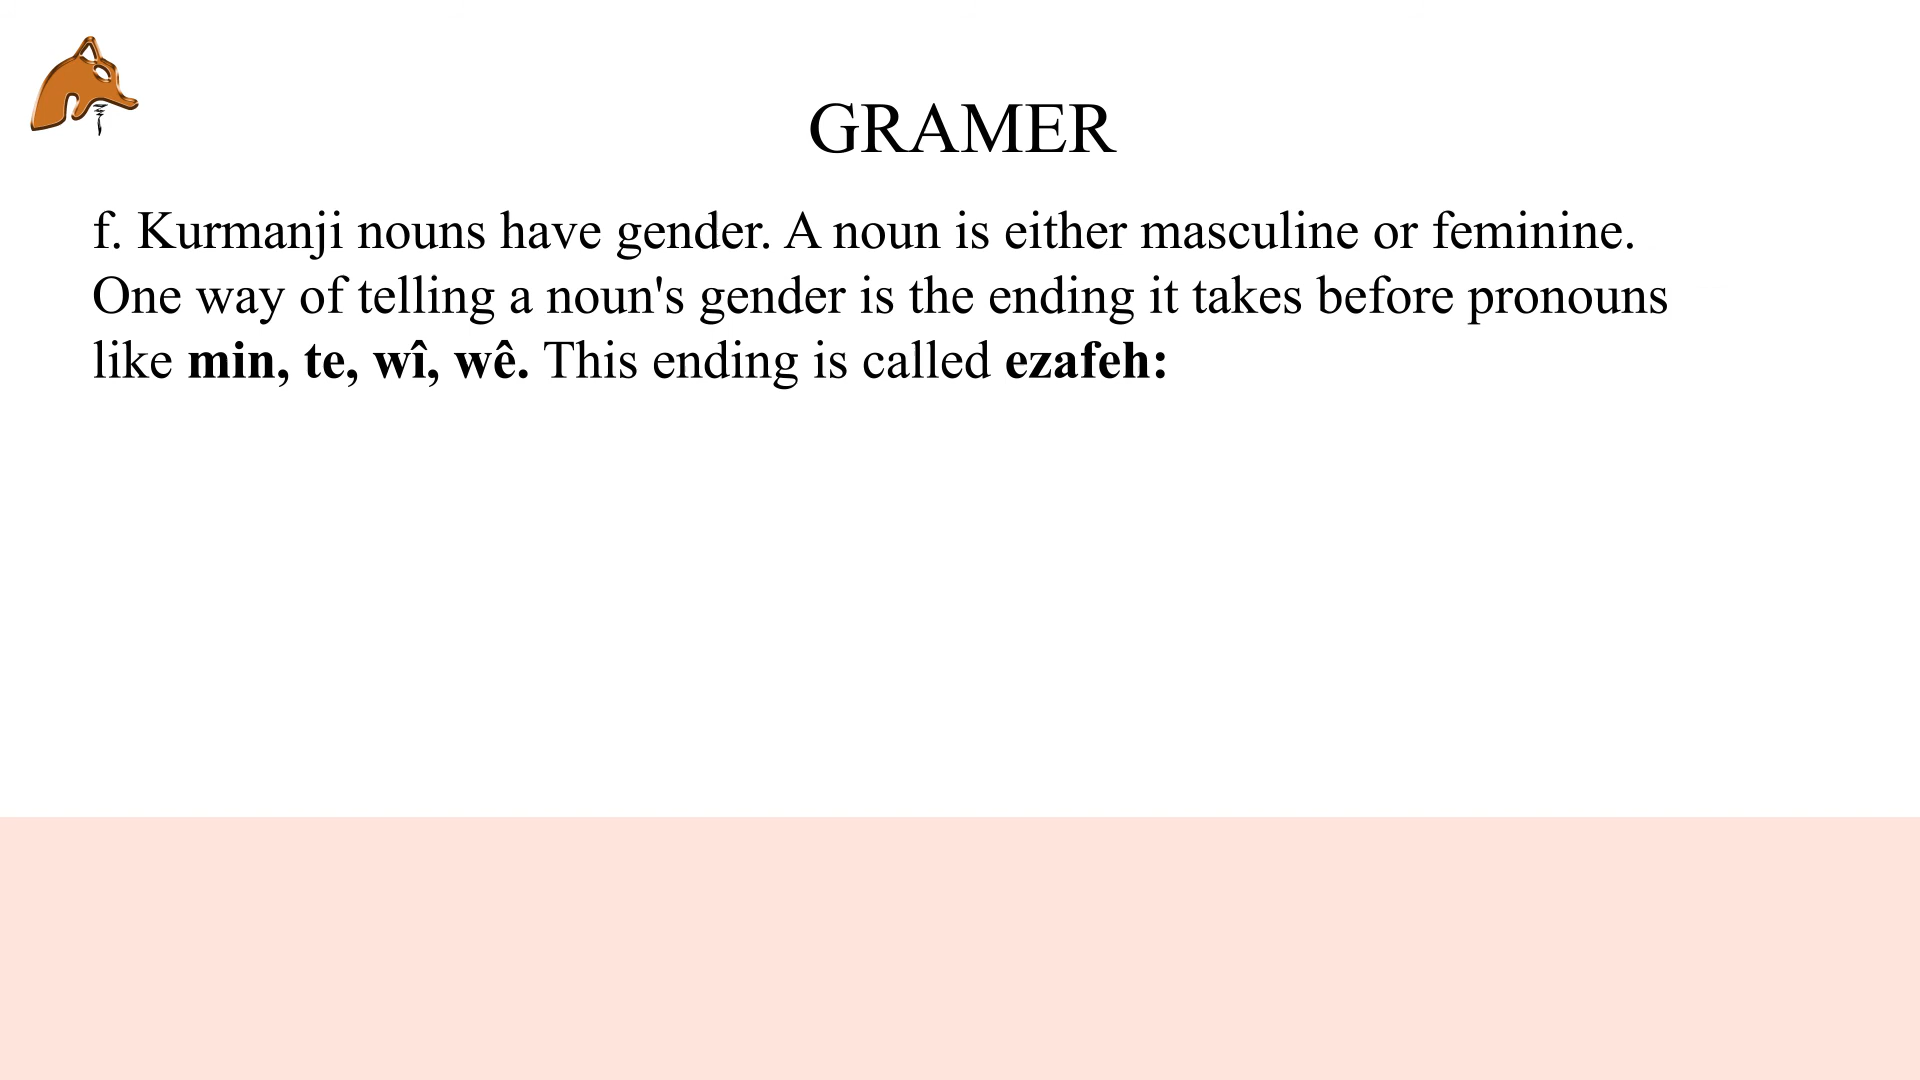 GRAMER
f. Kurmanji nouns have gender. A noun is either masculine or feminine.
One way of telling a noun's gender is the ending it takes before pronouns
like min, te, wî, wê. This ending is called ezafeh: